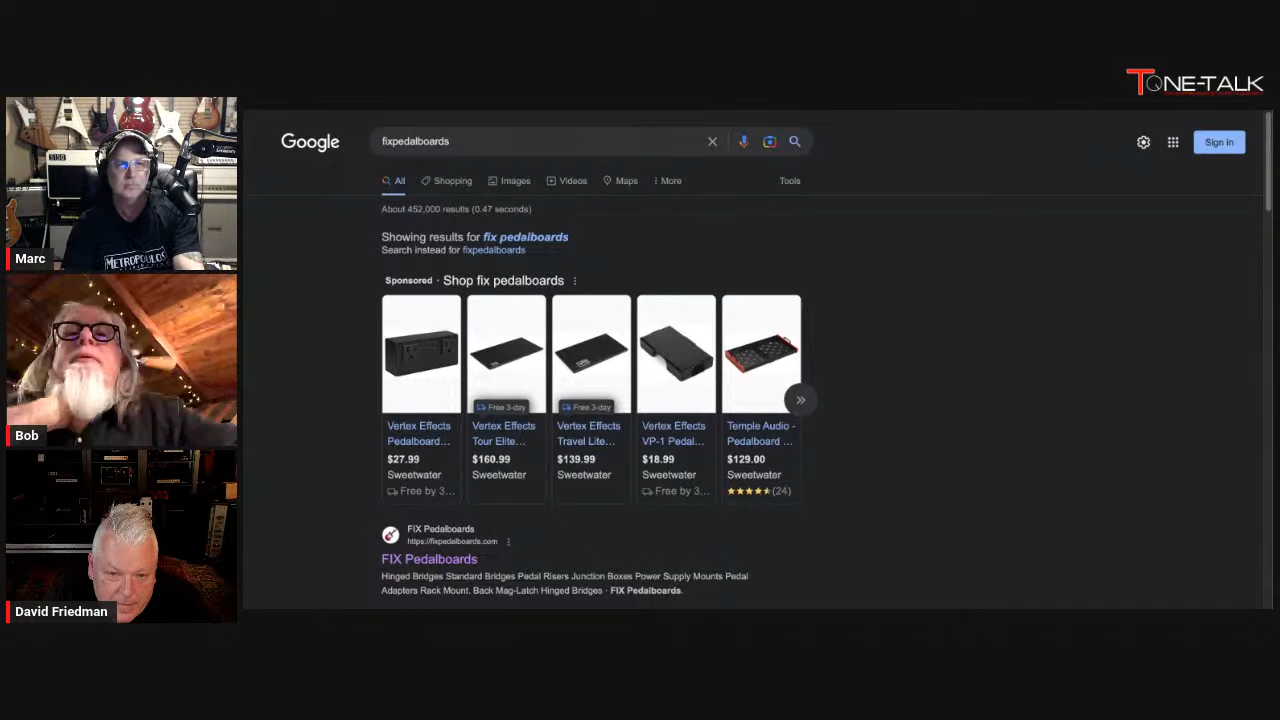 TONE-TALK
Google
fixpedalboards
Sign in
All
Shopping
Images
Videos
Maps
More
Tools
About 452,000 results (0.47 seconds)
Showing results for fix pedalboards
Search instead for fixpedalboards
Sponsored · Shop fix pedalboards
Free 3-day
Free 3-day
Vertex Effects
Pedalboard...
$27.99
Sweetwater
Free by 3...
Vertex Effects
Tour Elite...
$160.99
Sweetwater
Vertex Effects
Travel Lite...
$139.99
Sweetwater
Vertex Effects
VP-1 Pedal...
$18.99
Sweetwater
Free by 3...
Temple Audio -
Pedalboard ...
$129.00
Sweetwater
(24)
FIX Pedalboards
https://fixpedalboards.com
FIX Pedalboards
Hinged Bridges Standard Bridges Pedal Risers Junction Boxes Power Supply Mounts Pedal
Adapters Rack Mount. Back Mag-Latch Hinged Bridges · FIX Pedalboards.
5150
METROPOULOS
Marc
Bob
David Friedman